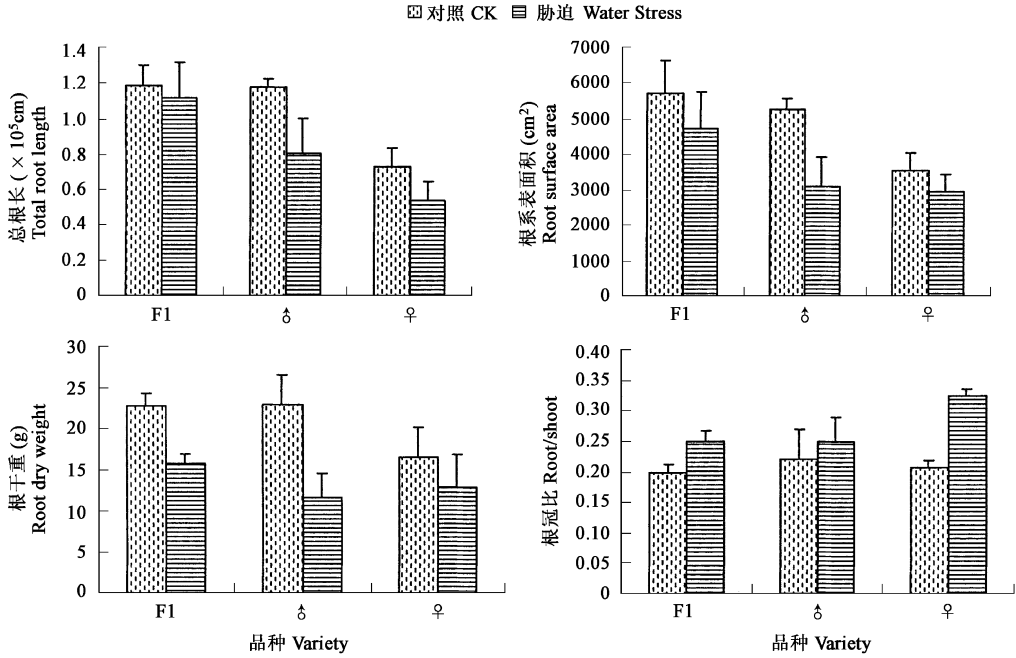 对照 CK 胁迫 Water Stress
总根长 ( × 10⁵cm)
Total root length
1.4
1.2
1.0
0.8
0.6
0.4
0.2
0
F1 ♂ ♀
根系表面积 (cm²)
Root surface area
7000
6000
5000
4000
3000
2000
1000
0
F1 ♂ ♀
根干重 (g)
Root dry weight
30
25
20
15
10
5
0
F1 ♂ ♀
品种 Variety
根冠比 Root/shoot
0.40
0.35
0.30
0.25
0.20
0.15
0.10
0.05
0
F1 ♂ ♀
品种 Variety